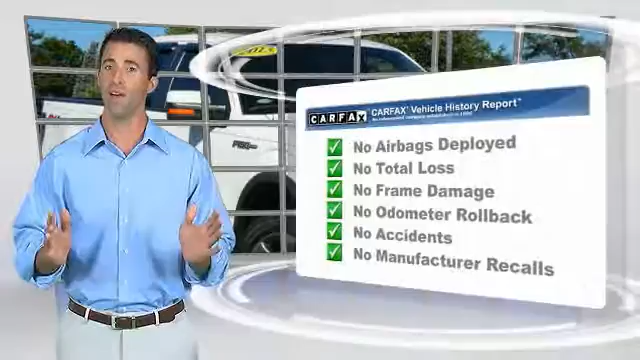 CARFAX
CARFAX Vehicle History Report™
No Airbags Deployed
No Total Loss
No Frame Damage
No Odometer Rollback
No Accidents
No Manufacturer Recalls